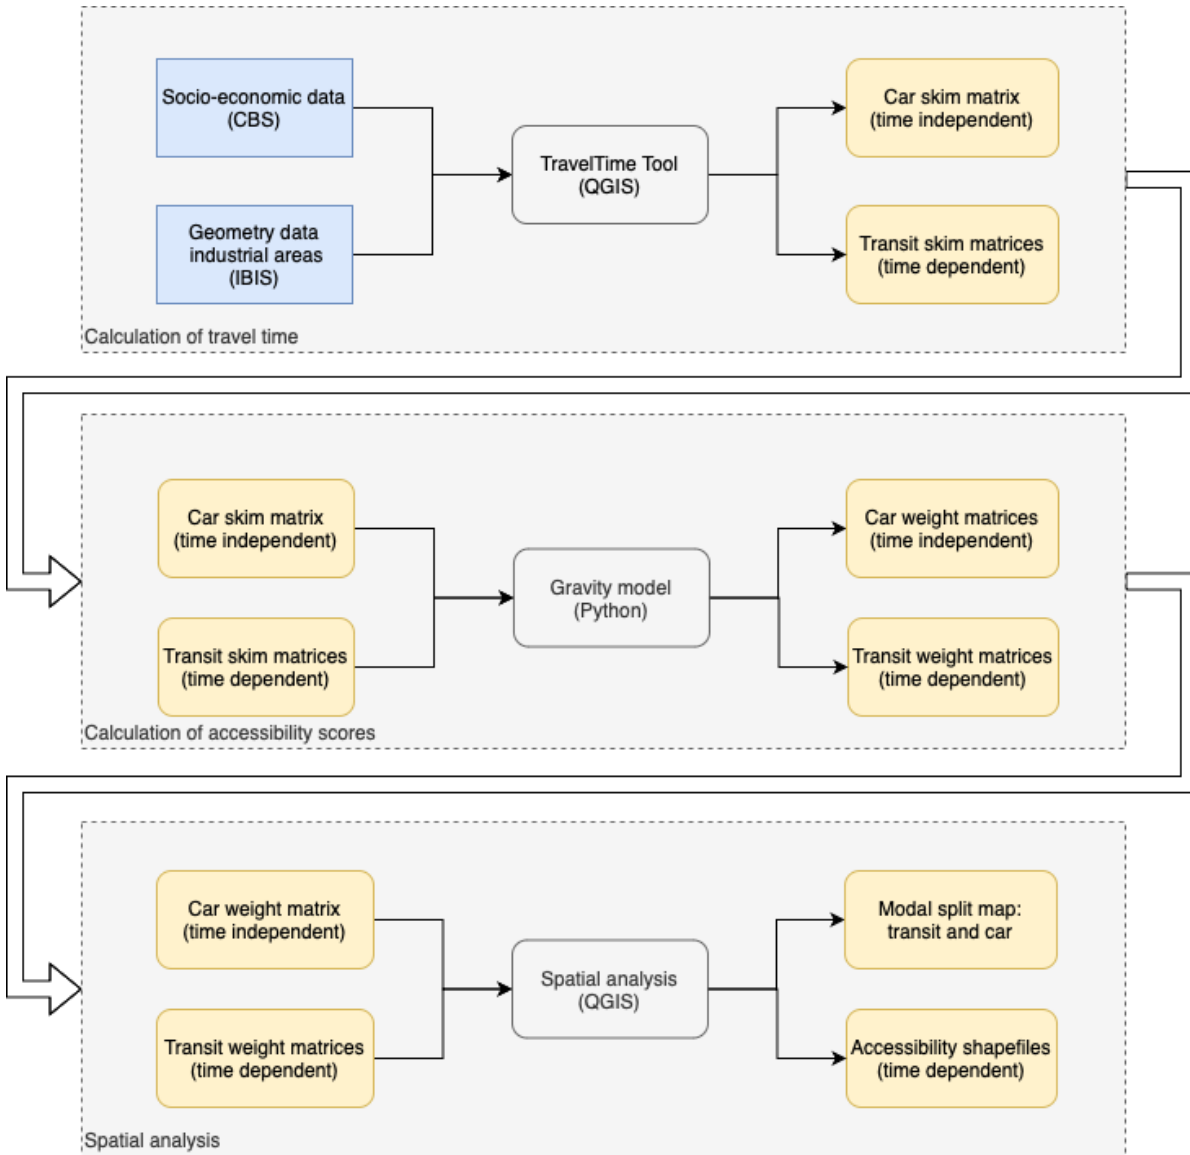 Socio-economic data
(CBS)
Geometry data
industrial areas
(IBIS)
TravelTime Tool
(QGIS)
Car skim matrix
(time independent)
Transit skim matrices
(time dependent)
Calculation of travel time
Car skim matrix
(time independent)
Transit skim matrices
(time dependent)
Gravity model
(Python)
Car weight matrices
(time independent)
Transit weight matrices
(time dependent)
Calculation of accessibility scores
Car weight matrix
(time independent)
Transit weight matrices
(time dependent)
Spatial analysis
(QGIS)
Modal split map:
transit and car
Accessibility shapefiles
(time dependent)
Spatial analysis